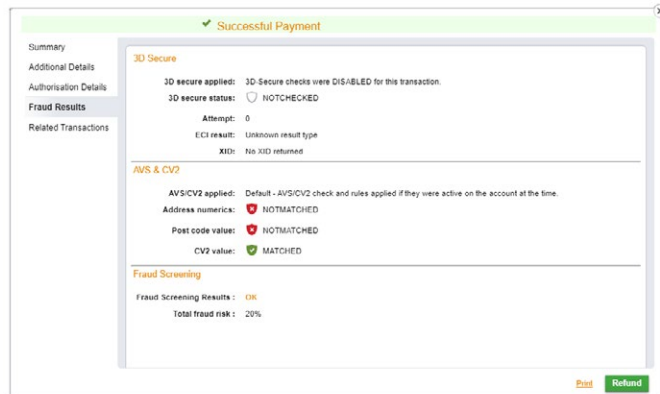 Successful Payment
Summary
Additional Details
Authorisation Details
Fraud Results
Related Transactions
3D Secure
3D secure applied: 3D-Secure checks were DISABLED for this transaction.
3D secure status: NOTCHECKED
Attempt: 0
ECI result: Unknown result type
XID: No XID returned
AVS & CV2
AVS/CV2 applied: Default - AVS/CV2 check and rules applied if they were active on the account at the time.
Address numerics: NOTMATCHED
Post code value: NOTMATCHED
CV2 value: MATCHED
Fraud Screening
Fraud Screening Results : OK
Total fraud risk : 20%
Print Refund